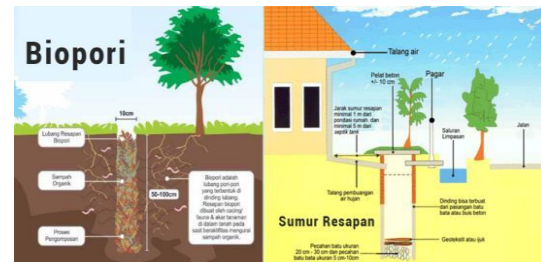 Biopori
10cm
Lubang Resapan
Biopori
Sampah
Organik
Proses
Pengomposan
50-100cm
Biopori adalah
lubang pori-pori
yang terbentuk di
dinding lubang.
Resapan biopori
dibuat oleh cacing/
fauna & aker tanaman
di dalam tanah pada
saat beraktifitas mengurai
sampah organik.
Talang air
Pelat beton
+/- 10 cm
Pagar
Jarak sumur resapan
minimal 1 m dari
pondasi rumah dan
minimal 5 m dari
septik tank
Saluran
Limpasan
Jalan
Talang pembuangan
air hujan
Dinding bisa terbuat
dari pasangan batu
bata atau buis beton
Sumur Resapan
Geotekstil atau ijuk
Pecahan batu ukuran
20 cm - 30 cm dan pecahan
batu bata ukuran 5 cm-10cm